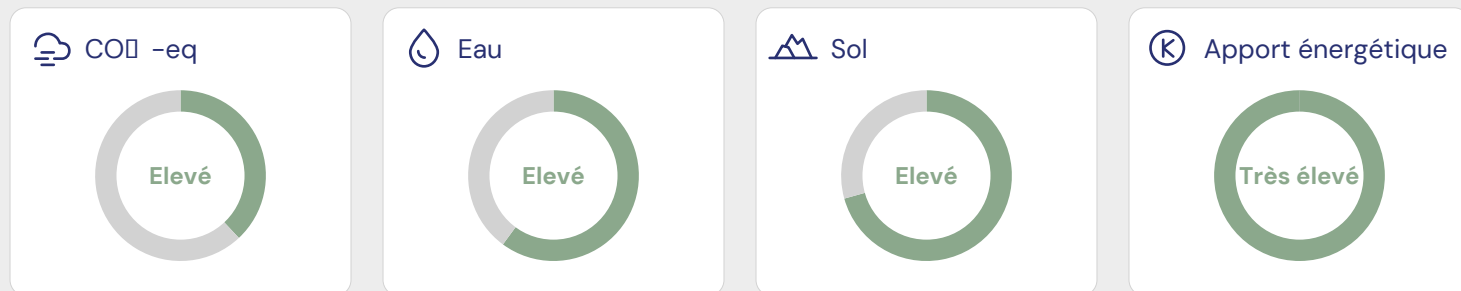 CO▯ -eq
Elevé
Eau
Elevé
Sol
Elevé
Apport énergétique
Très élevé